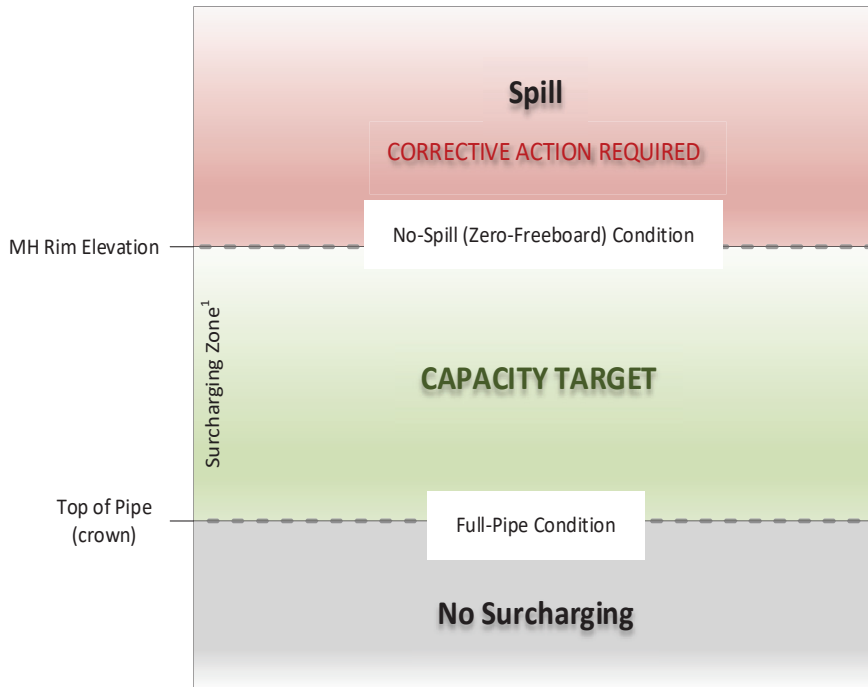 Spill
CORRECTIVE ACTION REQUIRED
No-Spill (Zero-Freeboard) Condition
MH Rim Elevation
Surcharging Zone¹
CAPACITY TARGET
Top of Pipe
(crown)
Full-Pipe Condition
No Surcharging